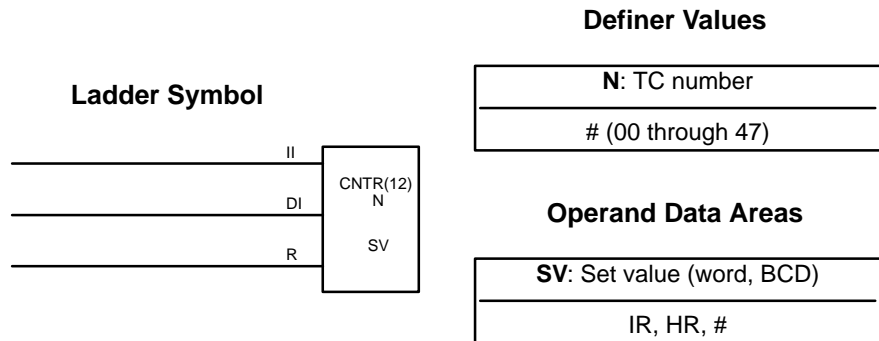 Definer Values
N: TC number
# (00 through 47)
Ladder Symbol
II
DI
R
CNTR(12)
N
SV
Operand Data Areas
SV: Set value (word, BCD)
IR, HR, #